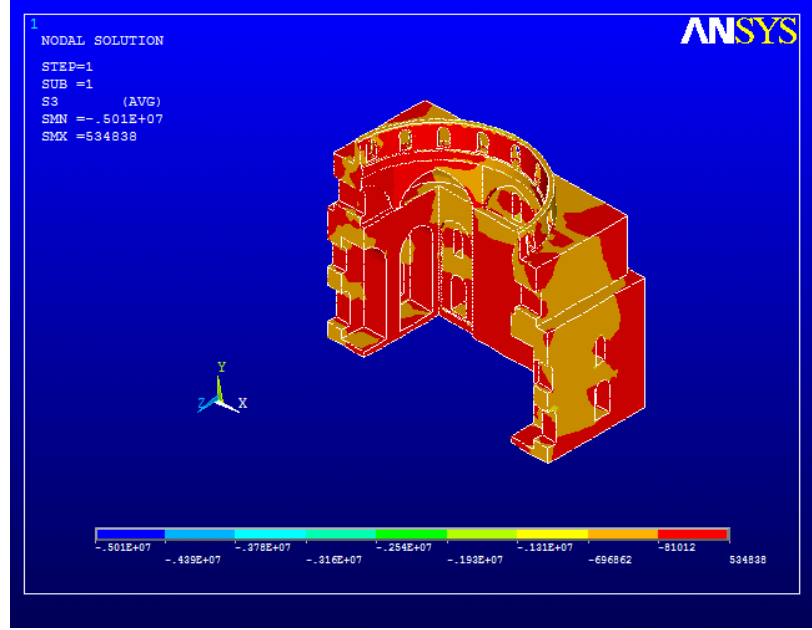 1
ANSYS
NODAL SOLUTION
STEP=1
SUB =1
S3 (AVG)
SMN =-.501E+07
SMX =534838
Y
Z X
-.501E+07 -.378E+07 -.254E+07 -.131E+07 -81012
-.439E+07 -.316E+07 -.193E+07 -696862 534838